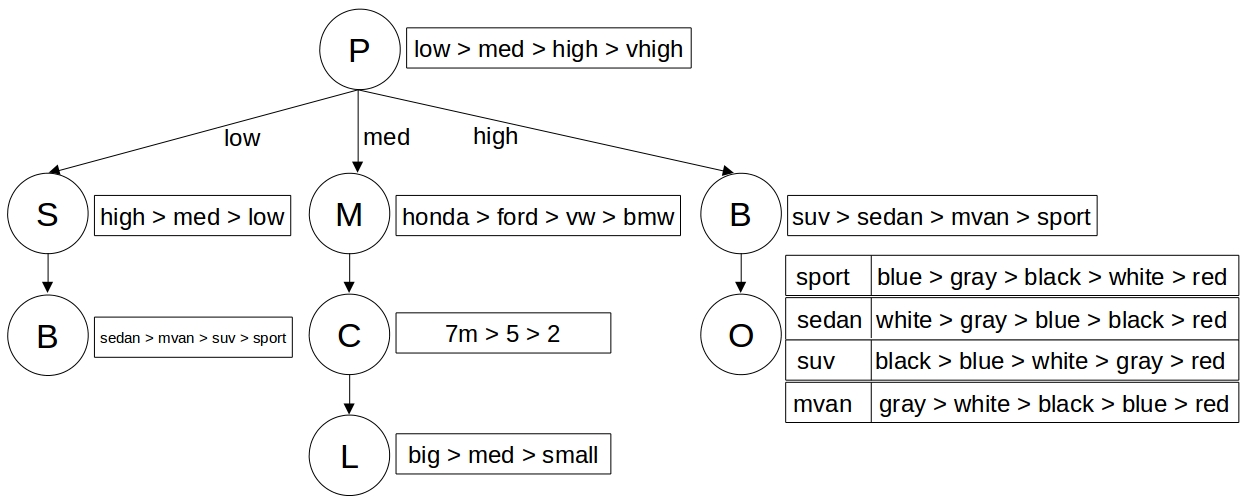 P
low > med > high > vhigh
low
med
high
S
high > med > low
M
honda > ford > vw > bmw
B
suv > sedan > mvan > sport
B
sedan > mvan > suv > sport
C
7m > 5 > 2
O
sport blue > gray > black > white > red
sedan white > gray > blue > black > red
suv black > blue > white > gray > red
mvan gray > white > black > blue > red
L
big > med > small